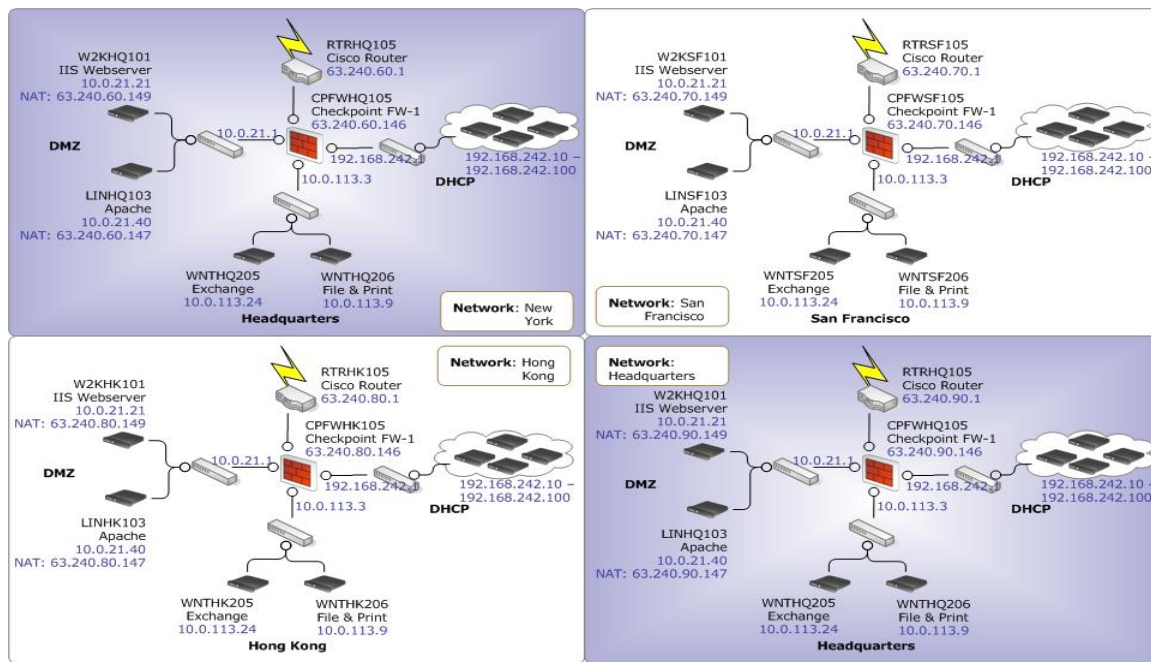 RTRHQ105
Cisco Router
63.240.60.1
W2KHQ101
IIS Webserver
10.0.21.21
NAT: 63.240.60.149
CPFWHQ105
Checkpoint FW-1
63.240.60.146
DMZ
10.0.21.1
192.168.242.1
192.168.242.10 –
192.168.242.100
DHCP
10.0.113.3
LINHQ103
Apache
10.0.21.40
NAT: 63.240.60.147
WNTHQ205
Exchange
10.0.113.24
WNTHQ206
File & Print
10.0.113.9
Headquarters
Network: New
York
RTRSF105
Cisco Router
63.240.70.1
W2KSF101
IIS Webserver
10.0.21.21
NAT: 63.240.70.149
CPFWSF105
Checkpoint FW-1
63.240.70.146
DMZ
10.0.21.1
192.168.242.1
192.168.242.10 –
192.168.242.100
DHCP
10.0.113.3
LINSF103
Apache
10.0.21.40
NAT: 63.240.70.147
WNTSF205
Exchange
10.0.113.24
WNTSF206
File & Print
10.0.113.9
Network: San
Francisco
San Francisco
Network: Hong
Kong
RTRHK105
Cisco Router
63.240.80.1
W2KHK101
IIS Webserver
10.0.21.21
NAT: 63.240.80.149
CPFWHK105
Checkpoint FW-1
63.240.80.146
DMZ
10.0.21.1
192.168.242.1
192.168.242.10 –
192.168.242.100
DHCP
10.0.113.3
LINHK103
Apache
10.0.21.40
NAT: 63.240.80.147
WNTHK205
Exchange
10.0.113.24
WNTHK206
File & Print
10.0.113.9
Hong Kong
Network:
Headquarters
RTRHQ105
Cisco Router
63.240.90.1
W2KHQ101
IIS Webserver
10.0.21.21
NAT: 63.240.90.149
CPFWHQ105
Checkpoint FW-1
63.240.90.146
DMZ
10.0.21.1
192.168.242.1
192.168.242.10 –
192.168.242.100
DHCP
10.0.113.3
LINHQ103
Apache
10.0.21.40
NAT: 63.240.90.147
WNTHQ205
Exchange
10.0.113.24
WNTHQ206
File & Print
10.0.113.9
Headquarters